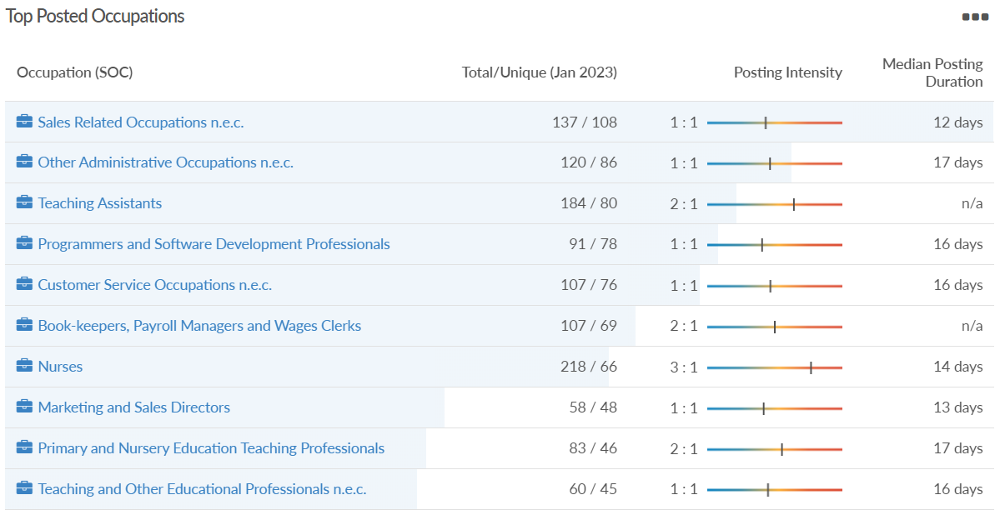 Top Posted Occupations
Occupation (SOC) Total/Unique (Jan 2023) Posting Intensity Median Posting Duration
Sales Related Occupations n.e.c. 137 / 108 1 : 1 12 days
Other Administrative Occupations n.e.c. 120 / 86 1 : 1 17 days
Teaching Assistants 184 / 80 2 : 1 n/a
Programmers and Software Development Professionals 91 / 78 1 : 1 16 days
Customer Service Occupations n.e.c. 107 / 76 1 : 1 16 days
Book-keepers, Payroll Managers and Wages Clerks 107 / 69 2 : 1 n/a
Nurses 218 / 66 3 : 1 14 days
Marketing and Sales Directors 58 / 48 1 : 1 13 days
Primary and Nursery Education Teaching Professionals 83 / 46 2 : 1 17 days
Teaching and Other Educational Professionals n.e.c. 60 / 45 1 : 1 16 days